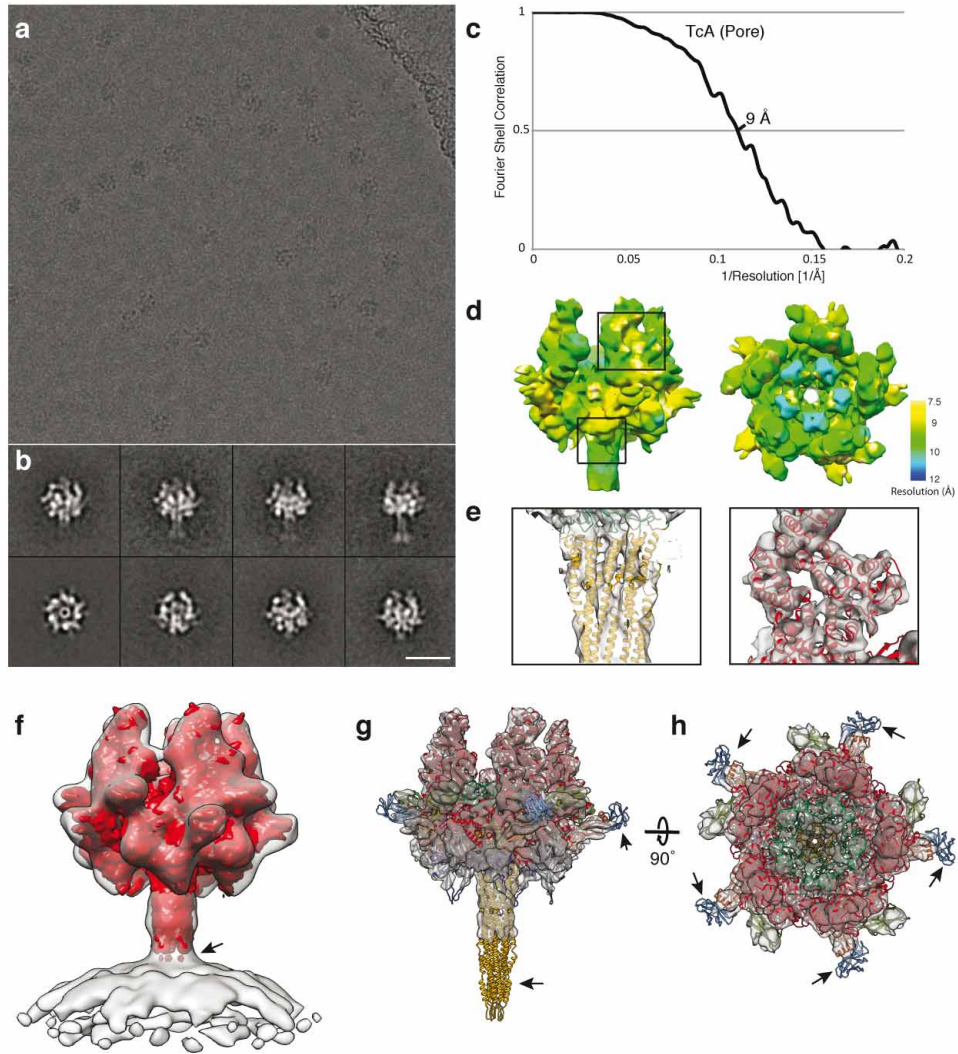 a
b
c
1
TcA (Pore)
Fourier Shell Correlation
9 Å
0.5
0
0
0.05
0.1
0.15
0.2
1/Resolution [1/Å]
d
7.5
9
10
12
Resolution (Å)
e
f
g
h
90°